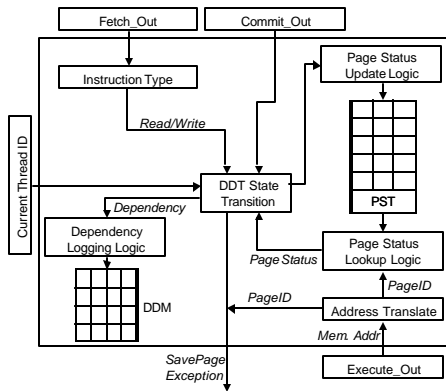 Fetch_Out
Commit_Out
Instruction Type
Page Status
Update Logic
Read/Write
Current Thread ID
DDT State
Transition
PST
Dependency
Dependency
Logging Logic
Page Status
Page Status
Lookup Logic
DDM
PageID
PageID
Address Translate
Mem. Addr
SavePage
Exception
Execute_Out